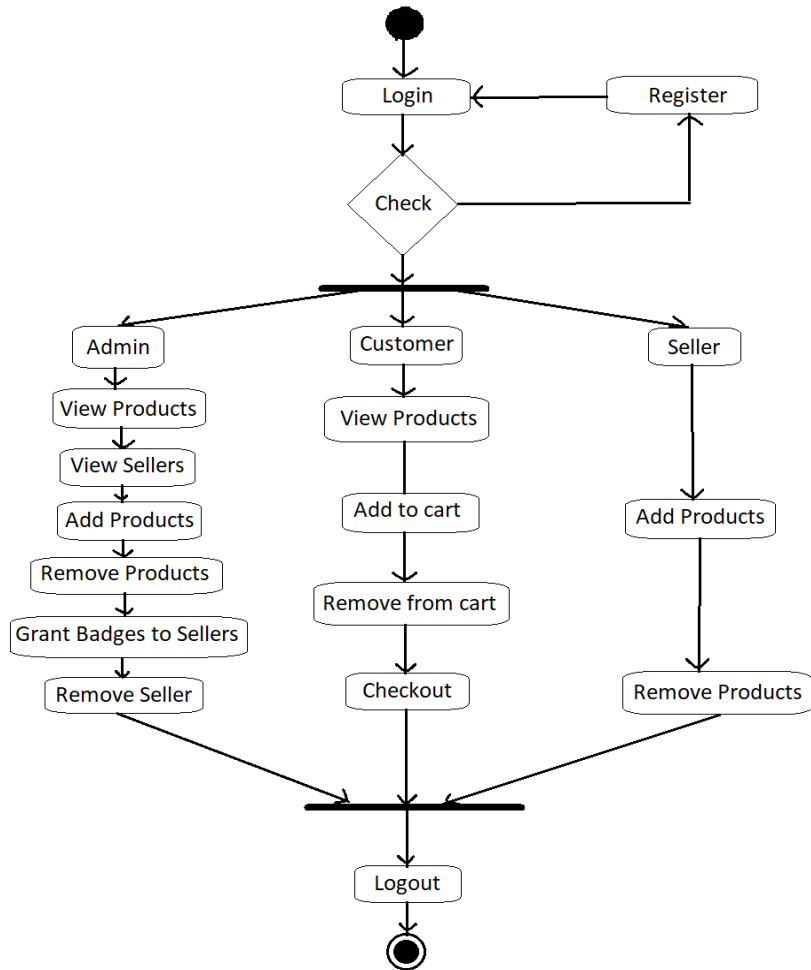 Login
Register
Check
Admin
Customer
Seller
View Products
View Products
View Sellers
Add Products
Add to cart
Add Products
Remove Products
Remove from cart
Grant Badges to Sellers
Remove Seller
Checkout
Remove Products
Logout